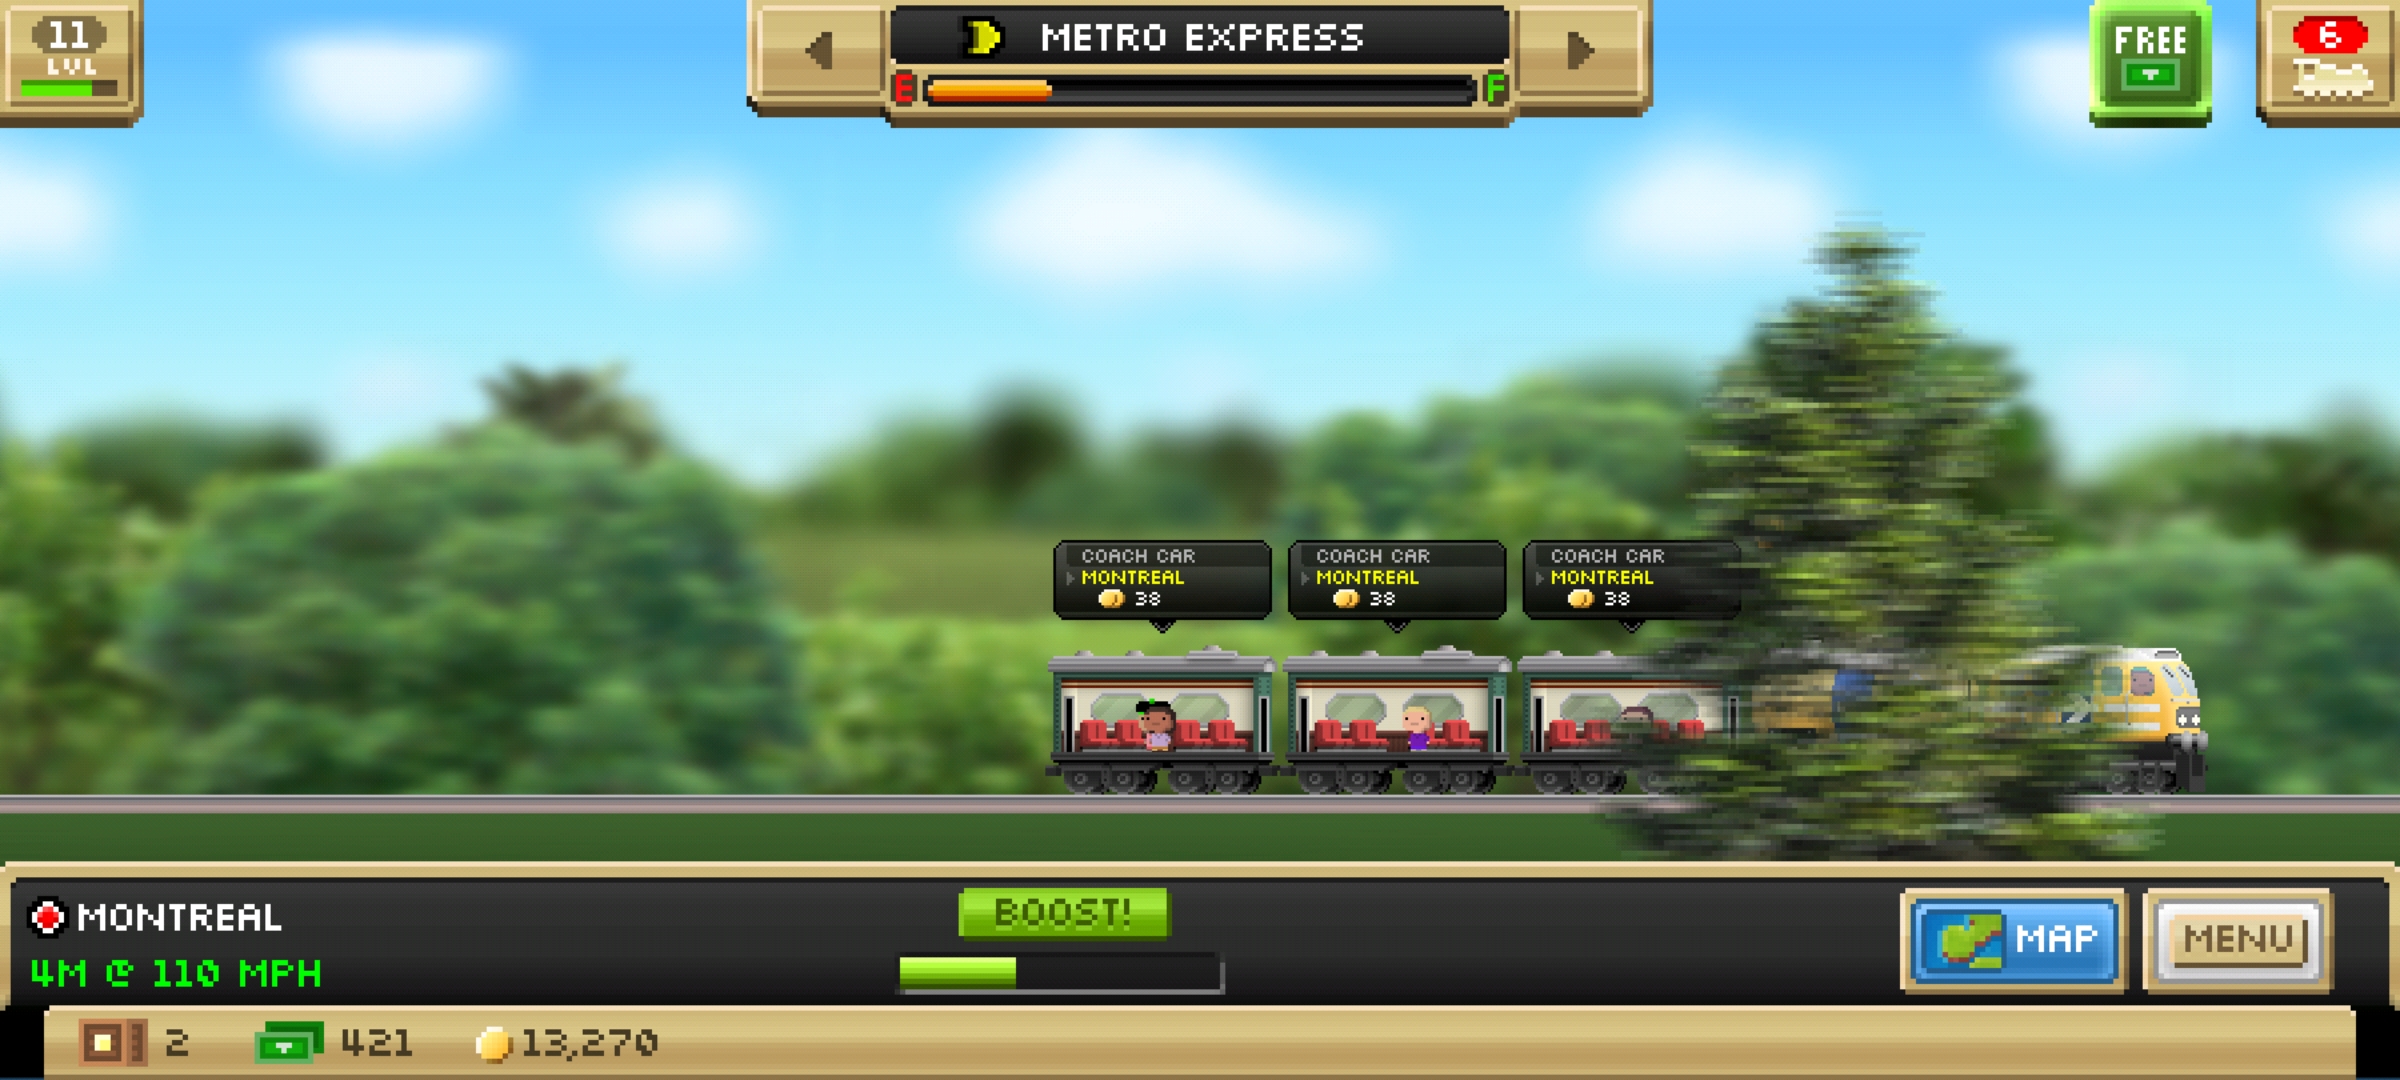 11
LVL
METRO EXPRESS
E F
FREE
6
COACH CAR
MONTREAL
38
COACH CAR
MONTREAL
38
COACH CAR
MONTREAL
38
MONTREAL
4M @ 110 MPH
BOOST!
MAP
MENU
2
421
13,270